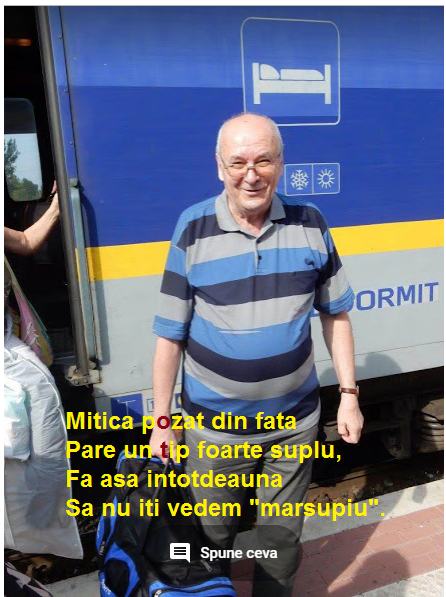 DORMIT
Mitica pozat din fata
Pare un tip foarte suplu,
Fa asa intotdeauna
Sa nu iti vedem "marsupiu".
Spune ceva